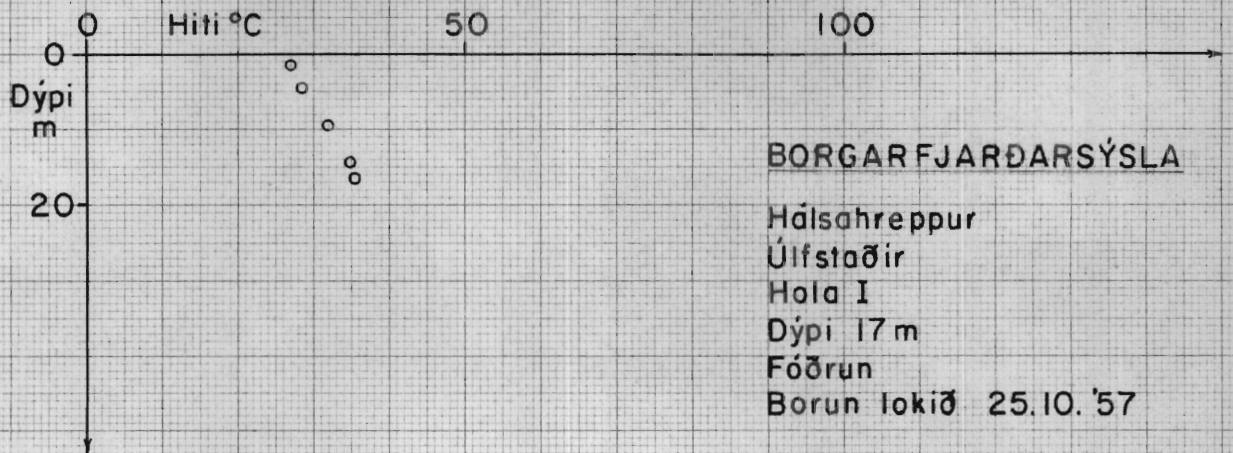 0 Hiti °C 50 100
0
Dýpi
m
20
BORGARFJARÐARSÝSLA
Hálsahreppur
Úlfstaðir
Hola I
Dýpi 17 m
Fóðrun
Borun lokið 25.10.'57